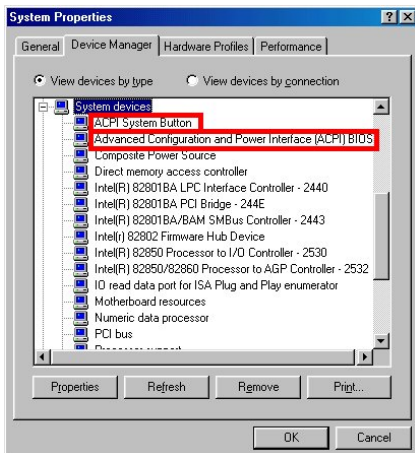 System Properties
General Device Manager Hardware Profiles Performance
View devices by type View devices by connection
System devices
ACPI System Button
Advanced Configuration and Power Interface (ACPI) BIOS
Composite Power Source
Direct memory access controller
Intel(R) 82801BA LPC Interface Controller - 2440
Intel(R) 82801BA PCI Bridge - 244E
Intel(R) 82801BA/BAM SMBus Controller - 2443
Intel(r) 82802 Firmware Hub Device
Intel(R) 82850 Processor to I/O Controller - 2530
Intel(R) 82850/82860 Processor to AGP Controller - 2532
IO read data port for ISA Plug and Play enumerator
Motherboard resources
Numeric data processor
PCI bus
Processor support
Properties Refresh Remove Print...
OK Cancel